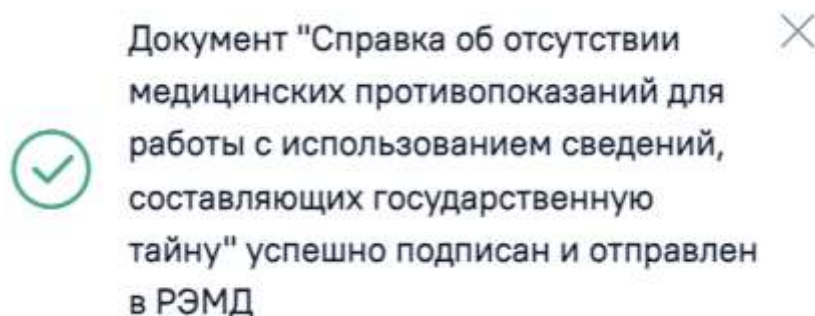 Документ "Справка об отсутствии
медицинских противопоказаний для
работы с использованием сведений,
составляющих государственную
тайну" успешно подписан и отправлен
в РЭМД